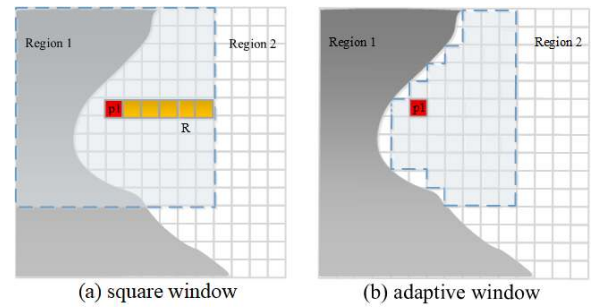 Region 1
Region 2
p1
R
(a) square window
Region 1
Region 2
p1
(b) adaptive window